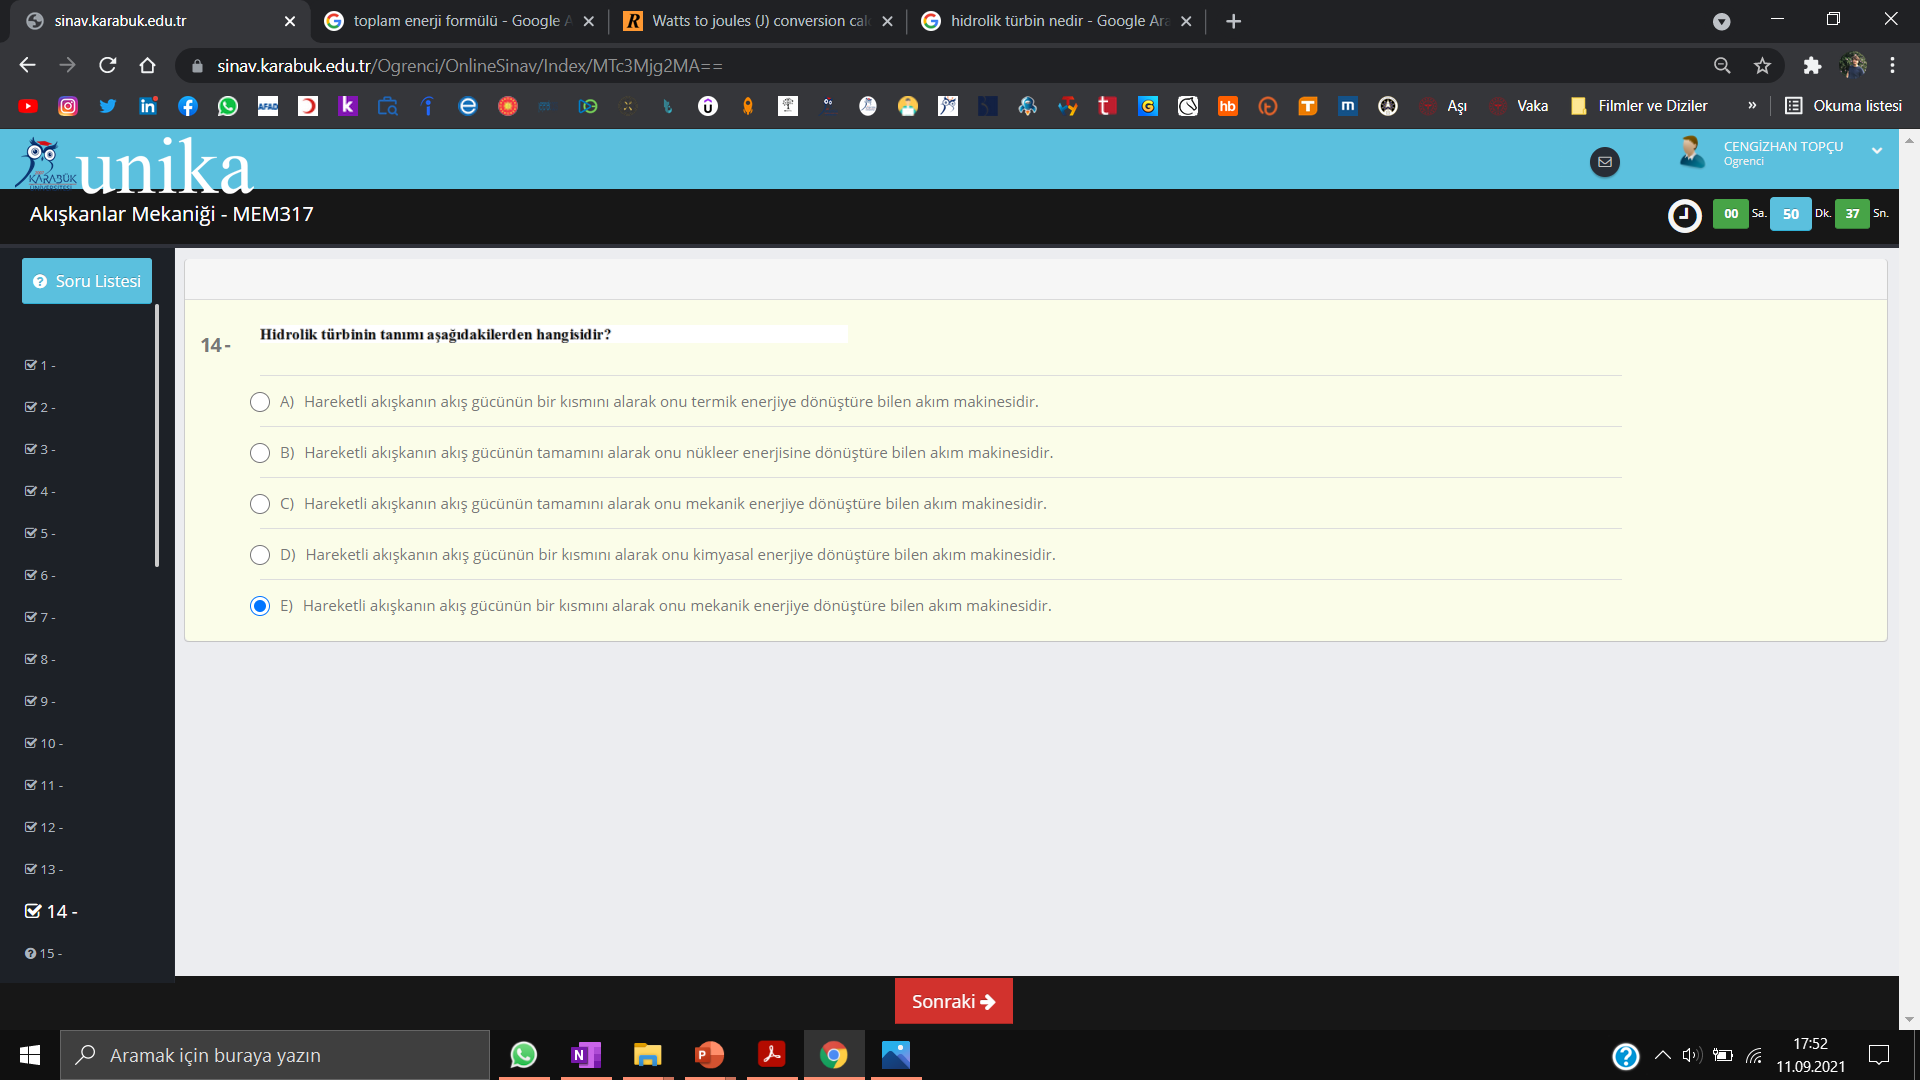 sinav.karabuk.edu.tr
toplam enerji formülü - Google A
Watts to joules (J) conversion cal
hidrolik türbin nedir - Google Ara
sinav.karabuk.edu.tr/Ogrenci/OnlineSinav/Index/MTc3Mjg2MA==
Aşı
Vaka
Filmler ve Diziler
»
Okuma listesi
KARABÜK
unika
CENGİZHAN TOPÇU
Ogrenci
Akışkanlar Mekaniği - MEM317
00 Sa. 50 Dk. 37 Sn.
Soru Listesi
1 -
2 -
3 -
4 -
5 -
6 -
7 -
8 -
9 -
10 -
11 -
12 -
13 -
14 -
15 -
14 -
Hidrolik türbinin tanımı aşağıdakilerden hangisidir?
A) Hareketli akışkanın akış gücünün bir kısmını alarak onu termik enerjiye dönüştüre bilen akım makinesidir.
B) Hareketli akışkanın akış gücünün tamamını alarak onu nükleer enerjisine dönüştüre bilen akım makinesidir.
C) Hareketli akışkanın akış gücünün tamamını alarak onu mekanik enerjiye dönüştüre bilen akım makinesidir.
D) Hareketli akışkanın akış gücünün bir kısmını alarak onu kimyasal enerjiye dönüştüre bilen akım makinesidir.
E) Hareketli akışkanın akış gücünün bir kısmını alarak onu mekanik enerjiye dönüştüre bilen akım makinesidir.
Sonraki
Aramak için buraya yazın
17:52
11.09.2021